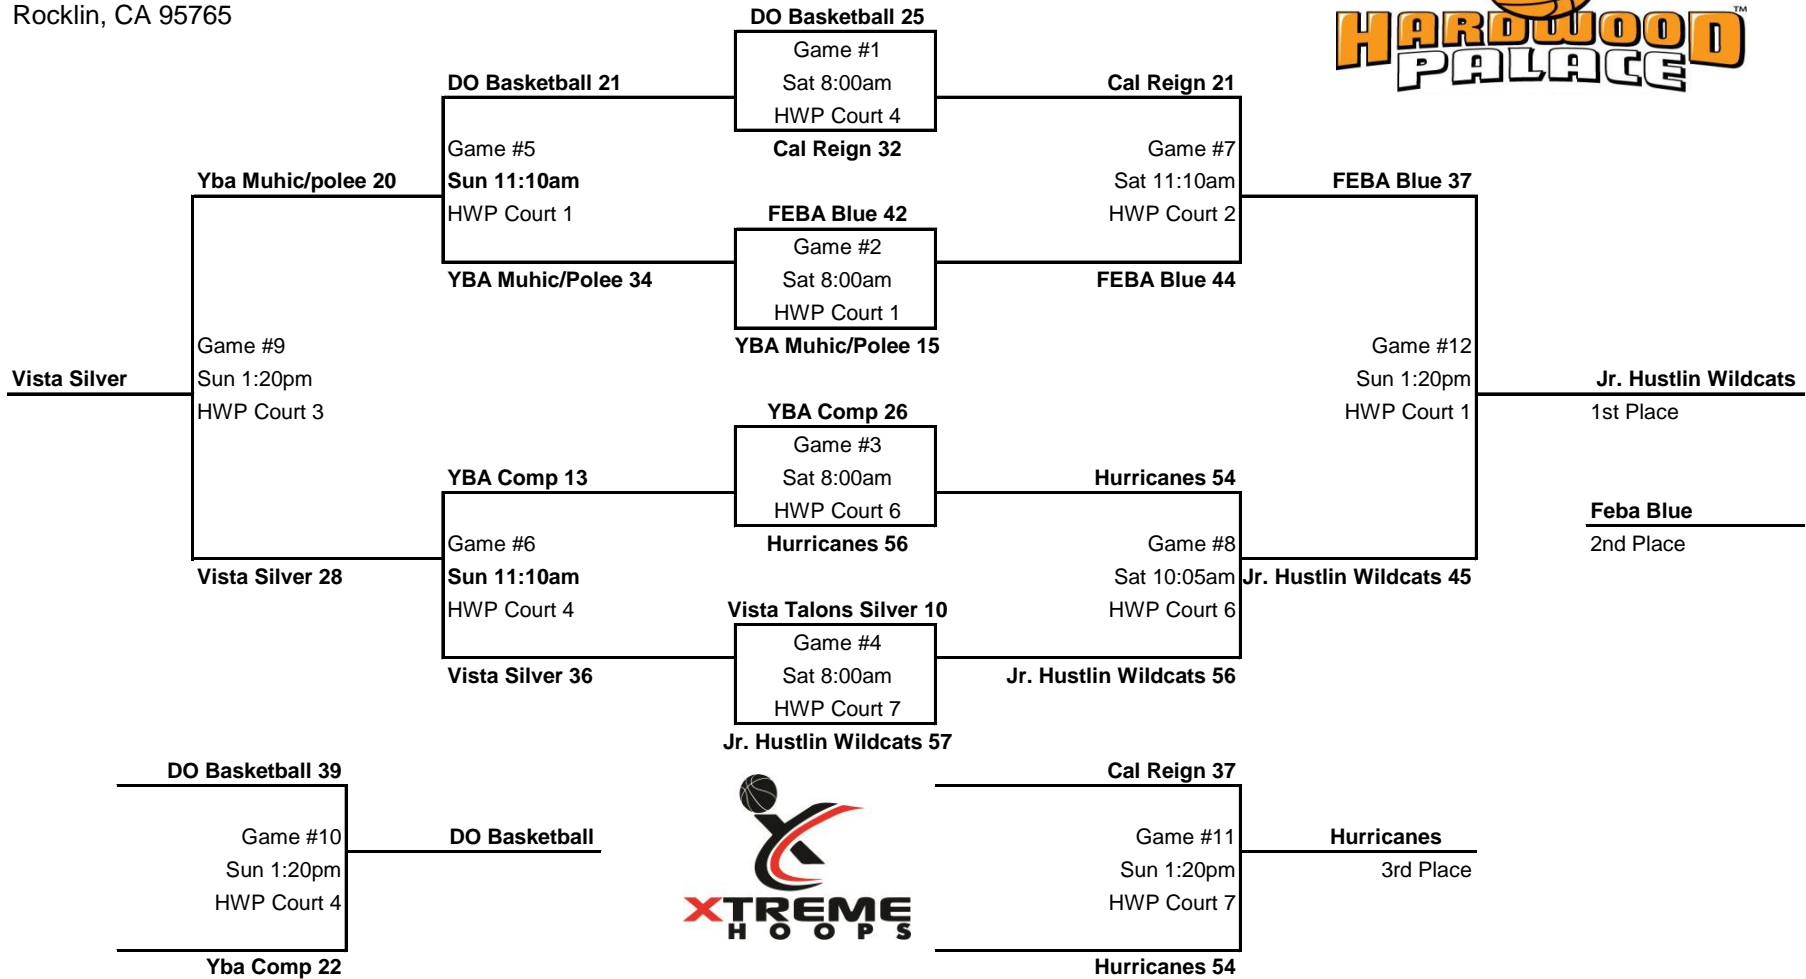 Rocklin, CA 95765
HARDWOOD
PALACE
TM
DO Basketball 25
Game #1
Sat 8:00am
HWP Court 4
Cal Reign 32
DO Basketball 21
Game #5
Sun 11:10am
HWP Court 1
YBA Muhic/Polee 34
Cal Reign 21
Game #7
Sat 11:10am
HWP Court 2
FEBA Blue 44
Yba Muhic/polee 20
FEBA Blue 37
FEBA Blue 42
Game #2
Sat 8:00am
HWP Court 1
YBA Muhic/Polee 15
Game #9
Sun 1:20pm
HWP Court 3
Vista Silver
Game #12
Sun 1:20pm
HWP Court 1
Jr. Hustlin Wildcats
1st Place
Feba Blue
2nd Place
YBA Comp 26
Game #3
Sat 8:00am
HWP Court 6
Hurricanes 56
YBA Comp 13
Game #6
Sun 11:10am
HWP Court 4
Vista Silver 36
Hurricanes 54
Game #8
Sat 10:05am
HWP Court 6
Jr. Hustlin Wildcats 56
Vista Silver 28
Jr. Hustlin Wildcats 45
Vista Talons Silver 10
Game #4
Sat 8:00am
HWP Court 7
Jr. Hustlin Wildcats 57
DO Basketball 39
Game #10
Sun 1:20pm
HWP Court 4
Yba Comp 22
DO Basketball
XTREME
HOOPS
Cal Reign 37
Game #11
Sun 1:20pm
HWP Court 7
Hurricanes 54
Hurricanes
3rd Place